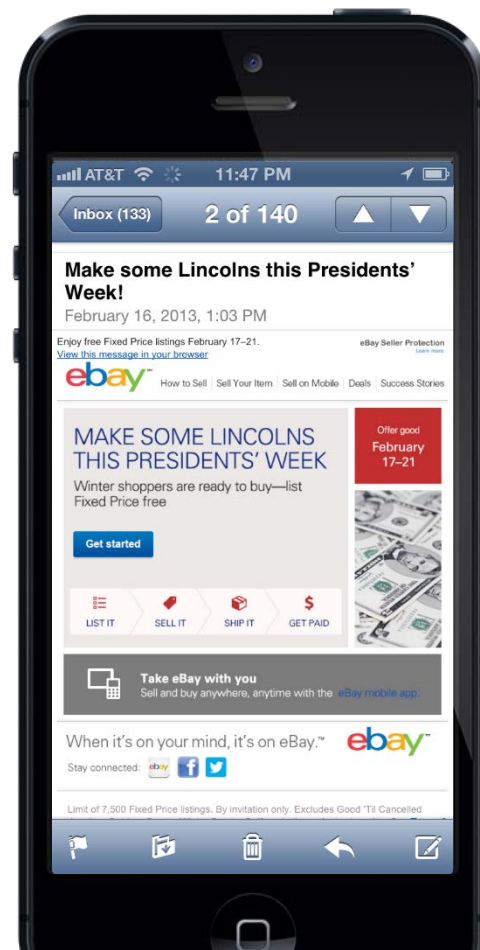 AT&T 11:47 PM
Inbox (133) 2 of 140
Make some Lincolns this Presidents'
Week!
February 16, 2013, 1:03 PM
Enjoy free Fixed Price listings February 17–21. eBay Seller Protection
View this message in your browser Learn more
ebay™ How to Sell | Sell Your Item | Sell on Mobile | Deals | Success Stories
MAKE SOME LINCOLNS
THIS PRESIDENTS' WEEK
Winter shoppers are ready to buy—list
Fixed Price free
Get started
Offer good
February
17–21
LIST IT SELL IT SHIP IT GET PAID
Take eBay with you
Sell and buy anywhere, anytime with the eBay mobile app.
When it's on your mind, it's on eBay.™ ebay™
Stay connected: ebay
Limit of 7,500 Fixed Price listings. By invitation only. Excludes Good 'Til Cancelled